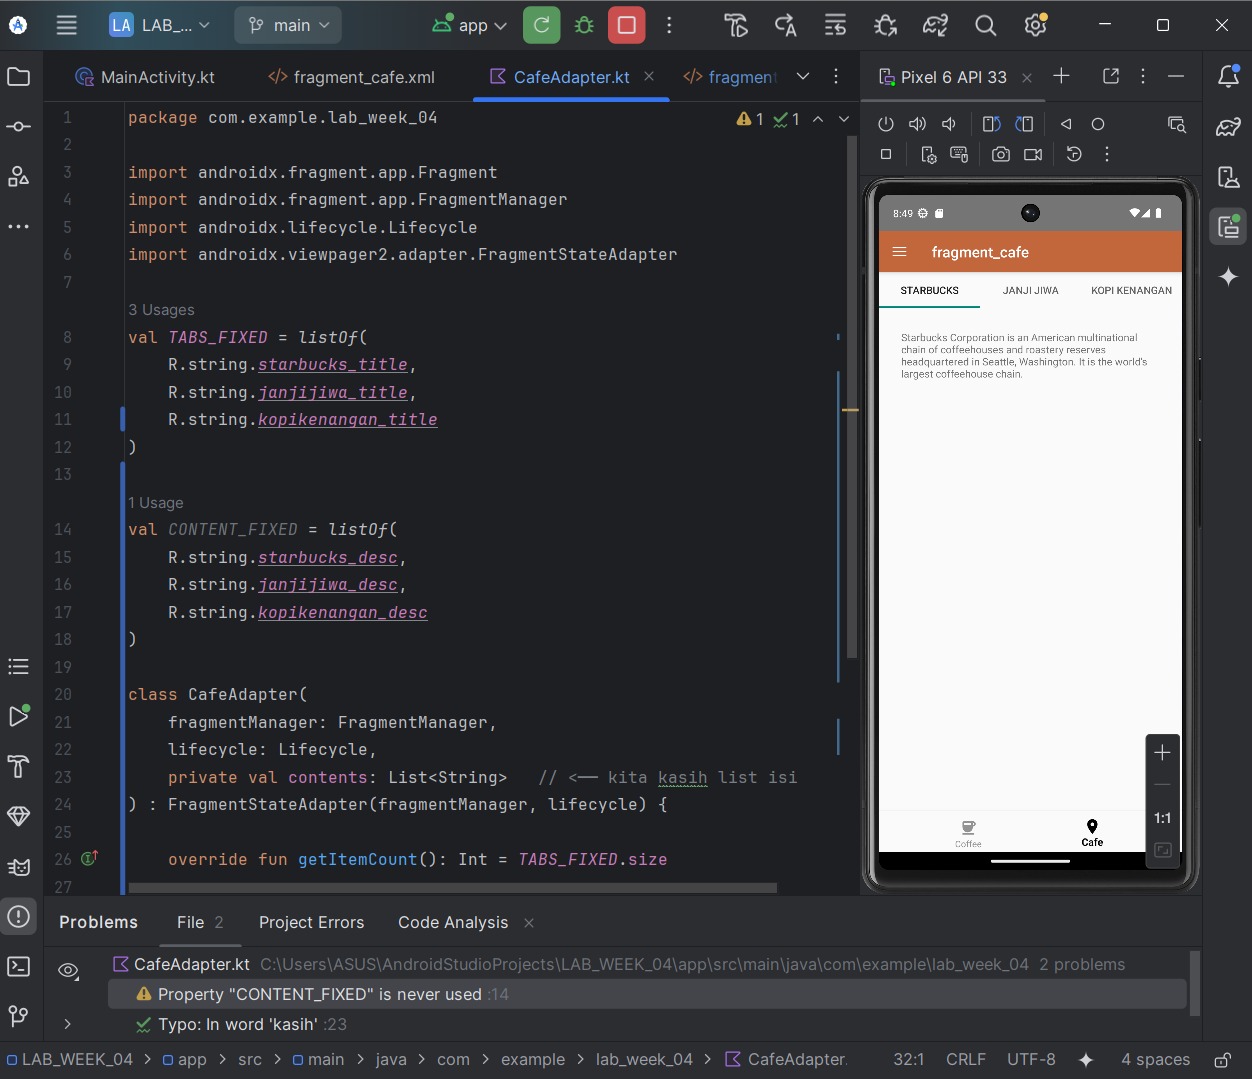 LA LAB_... main app
MainActivity.kt fragment_cafe.xml CafeAdapter.kt fragment Pixel 6 API 33
1 package com.example.lab_week_04 1 1
2
3 import androidx.fragment.app.Fragment
4 import androidx.fragment.app.FragmentManager
5 import androidx.lifecycle.Lifecycle
6 import androidx.viewpager2.adapter.FragmentStateAdapter
7
3 Usages
8 val TABS_FIXED = listOf(
9 R.string.starbucks_title,
10 R.string.janjijiwa_title,
11 R.string.kopikenangan_title
12 )
13
1 Usage
14 val CONTENT_FIXED = listOf(
15 R.string.starbucks_desc,
16 R.string.janjijiwa_desc,
17 R.string.kopikenangan_desc
18 )
19
20 class CafeAdapter(
21 fragmentManager: FragmentManager,
22 lifecycle: Lifecycle,
23 private val contents: List<String> // <-- kita kasih list isi
24 ) : FragmentStateAdapter(fragmentManager, lifecycle) {
25
26 override fun getItemCount(): Int = TABS_FIXED.size
27
8:49
fragment_cafe
STARBUCKS JANJI JIWA KOPI KENANGAN
Starbucks Corporation is an American multinational
chain of coffeehouses and roastery reserves
headquartered in Seattle, Washington. It is the world's
largest coffeehouse chain.
Coffee Cafe
1:1
Problems File 2 Project Errors Code Analysis
CafeAdapter.kt C:\Users\ASUS\AndroidStudioProjects\LAB_WEEK_04\app\src\main\java\com\example\lab_week_04 2 problems
Property "CONTENT_FIXED" is never used :14
Typo: In word 'kasih' :23
LAB_WEEK_04 > app > src > main > java > com > example > lab_week_04 > CafeAdapter. 32:1 CRLF UTF-8 4 spaces